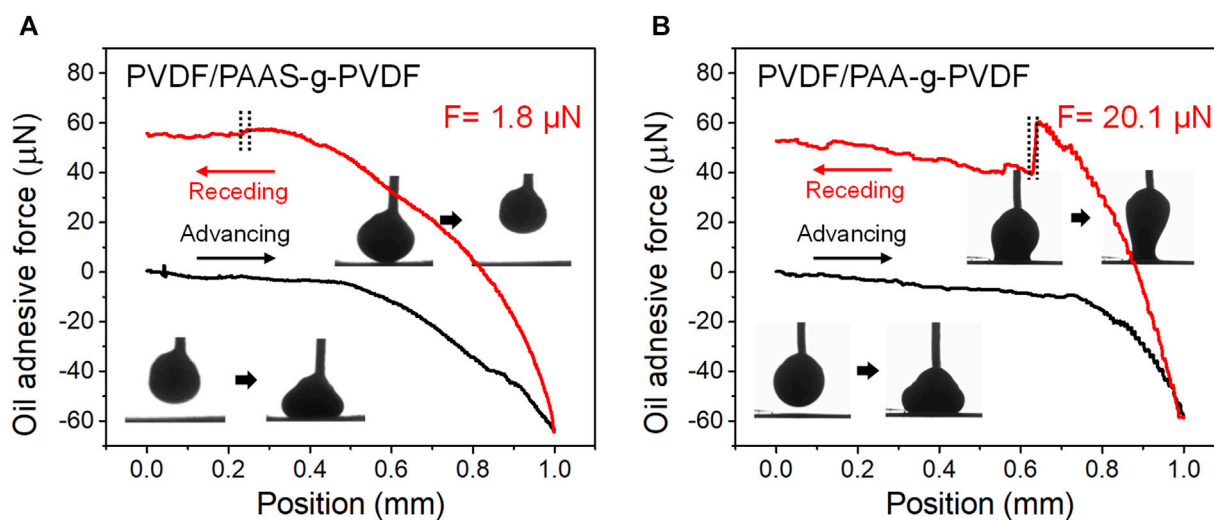 A
PVDF/PAAS-g-PVDF
F= 1.8 μN
Receding
Advancing
80
60
40
20
0
-20
-40
-60
Oil adnesive force (μN)
0.0 0.2 0.4 0.6 0.8 1.0
Position (mm)
B
PVDF/PAA-g-PVDF
F= 20.1 μN
Receding
Advancing
80
60
40
20
0
-20
-40
-60
Oil adnesive force (μN)
0.0 0.2 0.4 0.6 0.8 1.0
Position (mm)